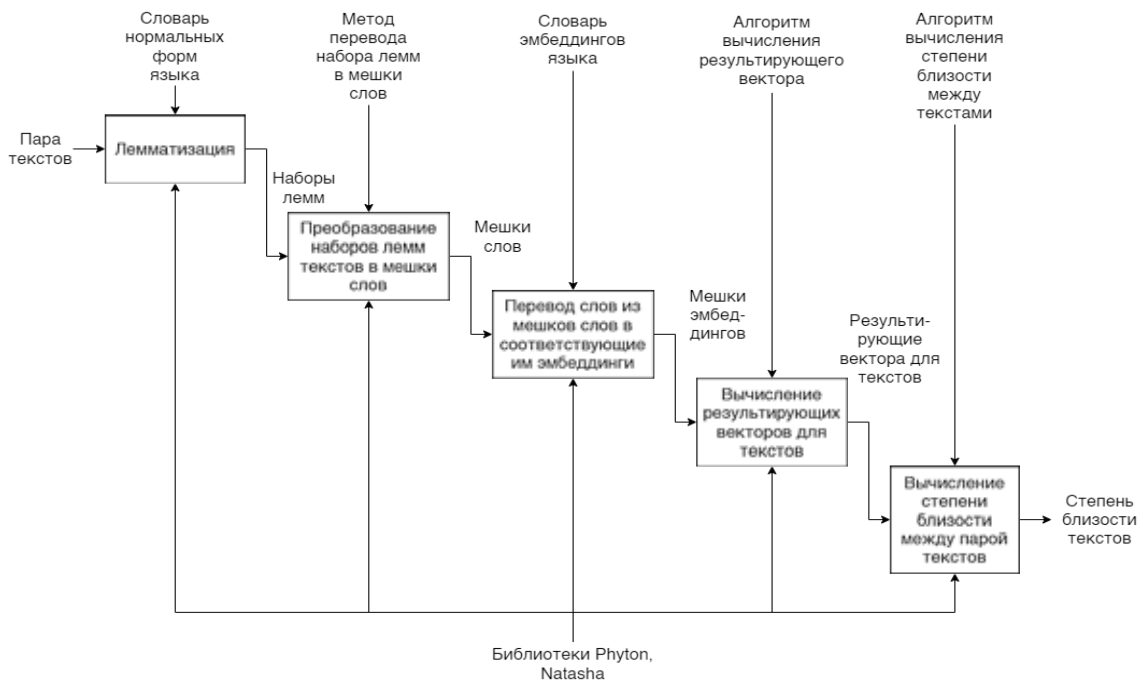 Словарь
нормальных
форм
языка
Метод
перевода
набора лемм
в мешки
слов
Словарь
эмбеддингов
языка
Алгоритм
вычисления
результирующего
вектора
Алгоритм
вычисления
степени
близости
между
текстами
Пара
текстов
Лемматизация
Наборы
лемм
Преобразование
наборов лемм
текстов в мешки
слов
Мешки
слов
Перевод слов из
мешков слов в
соответствующие
им эмбеддинги
Мешки
эмбед-
дингов
Вычисление
результирующих
векторов для
текстов
Результи-
рующие
вектора для
текстов
Вычисление
степени
близости
между парой
текстов
Степень
близости
текстов
Библиотеки Phyton,
Natasha